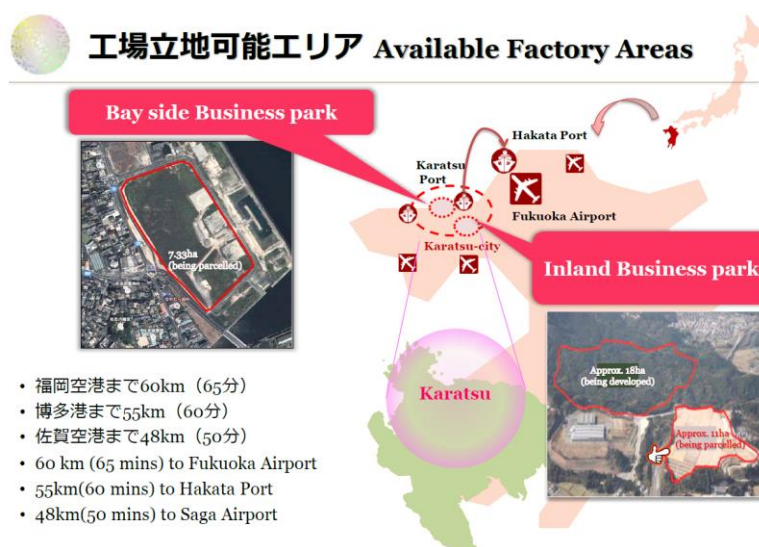 工場立地可能エリア Available Factory Areas
Bay side Business park
7.33ha
(being parcelled)
Hakata Port
Karatsu
Port
Fukuoka Airport
Karatsu-city
Inland Business park
Approx. 18ha
(being developed)
Approx. 11ha
(being parcelled)
Karatsu
• 福岡空港まで60km（65分）
• 博多港まで55km（60分）
• 佐賀空港まで48km（50分）
• 60 km (65 mins) to Fukuoka Airport
• 55km(60 mins) to Hakata Port
• 48km(50 mins) to Saga Airport